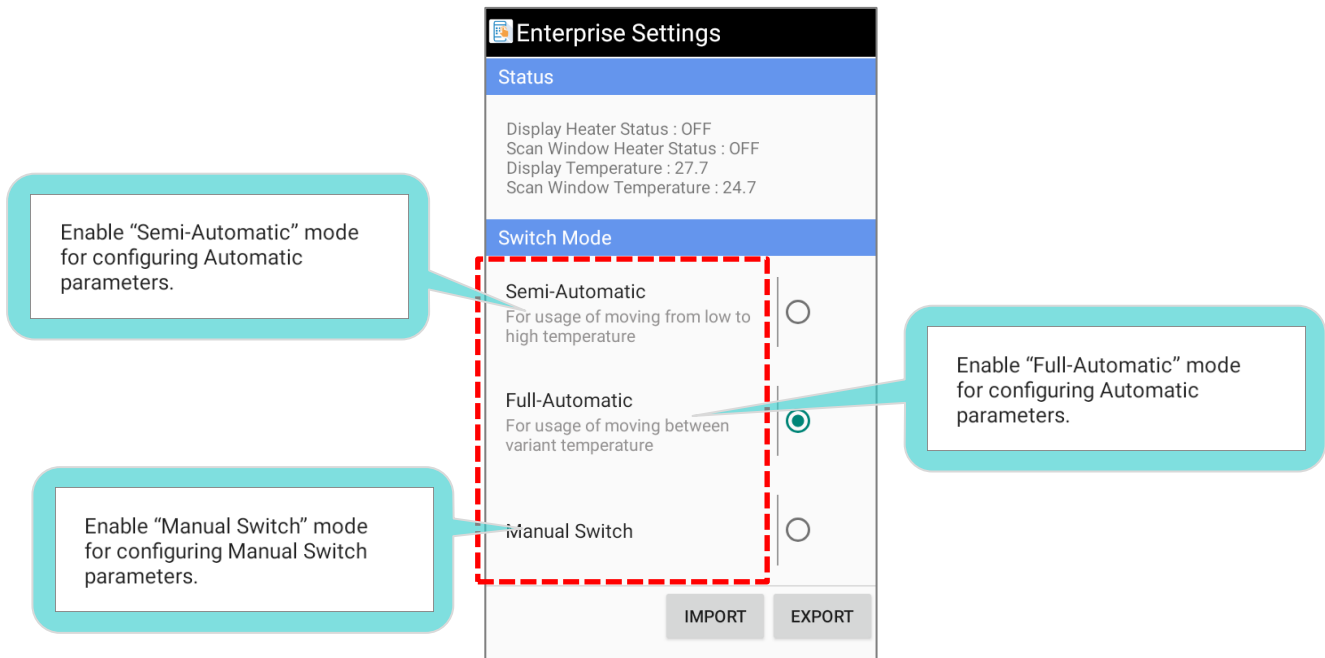 Enterprise Settings
Status
Display Heater Status : OFF
Scan Window Heater Status : OFF
Display Temperature : 27.7
Scan Window Temperature : 24.7
Switch Mode
Enable “Semi-Automatic” mode
for configuring Automatic
parameters.
Semi-Automatic
For usage of moving from low to
high temperature
Full-Automatic
For usage of moving between
variant temperature
Enable “Full-Automatic” mode
for configuring Automatic
parameters.
Enable “Manual Switch” mode
for configuring Manual Switch
parameters.
Manual Switch
IMPORT
EXPORT